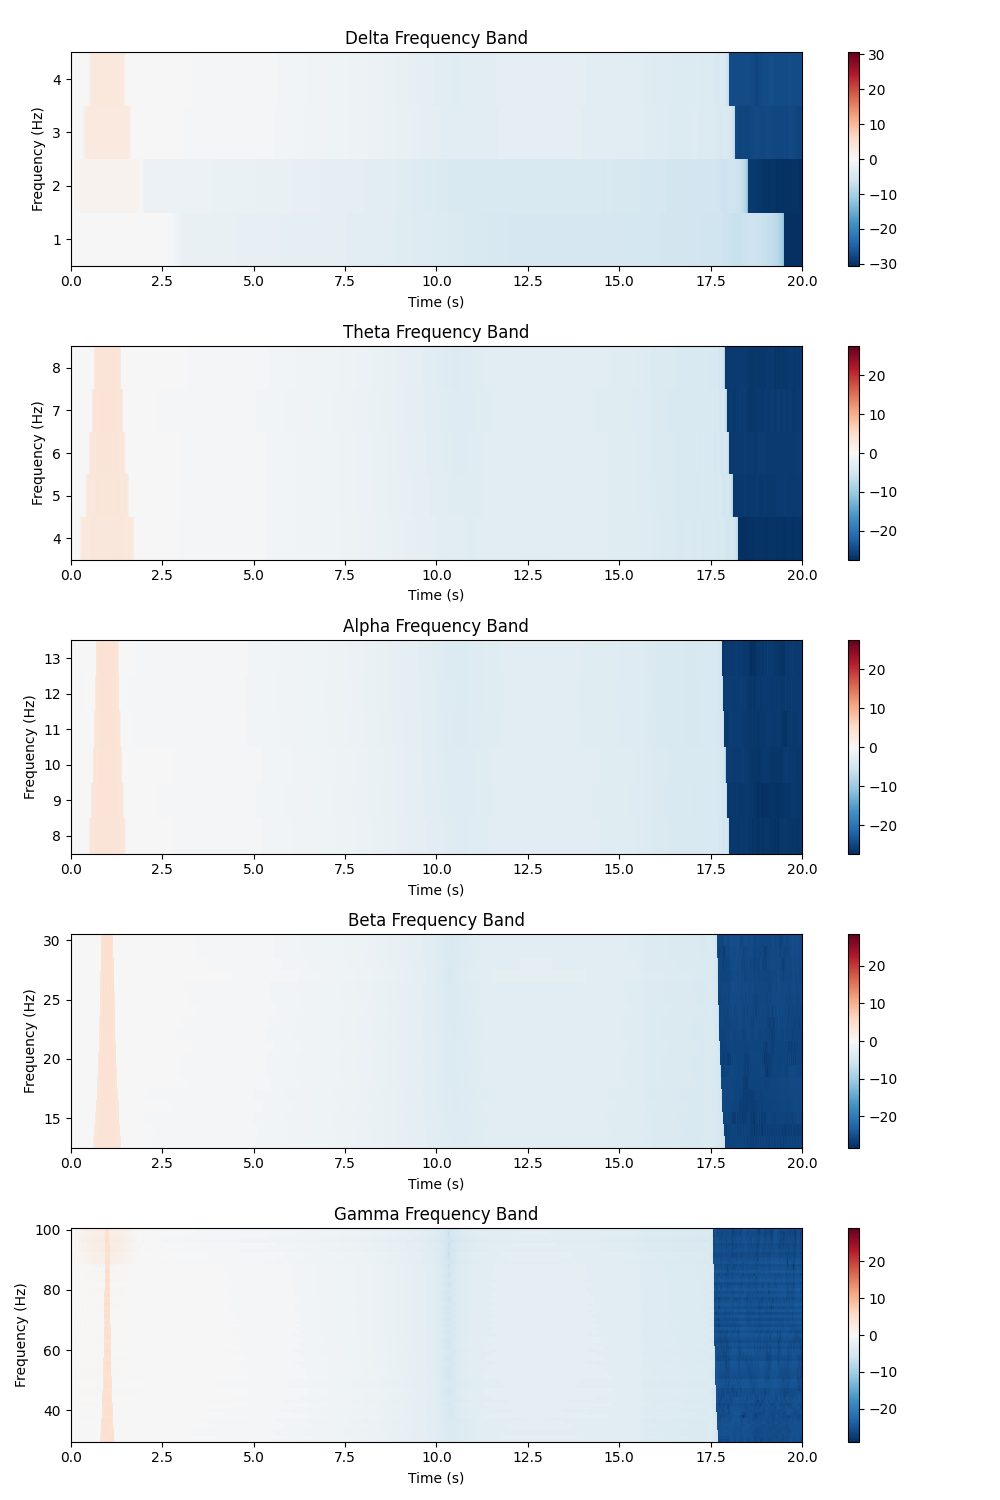 Delta Frequency Band
Frequency (Hz)
4
3
2
1
0.0 2.5 5.0 7.5 10.0 12.5 15.0 17.5 20.0
Time (s)
30
20
10
0
−10
−20
−30
Theta Frequency Band
Frequency (Hz)
8
7
6
5
4
0.0 2.5 5.0 7.5 10.0 12.5 15.0 17.5 20.0
Time (s)
20
10
0
−10
−20
Alpha Frequency Band
Frequency (Hz)
13
12
11
10
9
8
0.0 2.5 5.0 7.5 10.0 12.5 15.0 17.5 20.0
Time (s)
20
10
0
−10
−20
Beta Frequency Band
Frequency (Hz)
30
25
20
15
0.0 2.5 5.0 7.5 10.0 12.5 15.0 17.5 20.0
Time (s)
20
10
0
−10
−20
Gamma Frequency Band
Frequency (Hz)
100
80
60
40
0.0 2.5 5.0 7.5 10.0 12.5 15.0 17.5 20.0
Time (s)
20
10
0
−10
−20